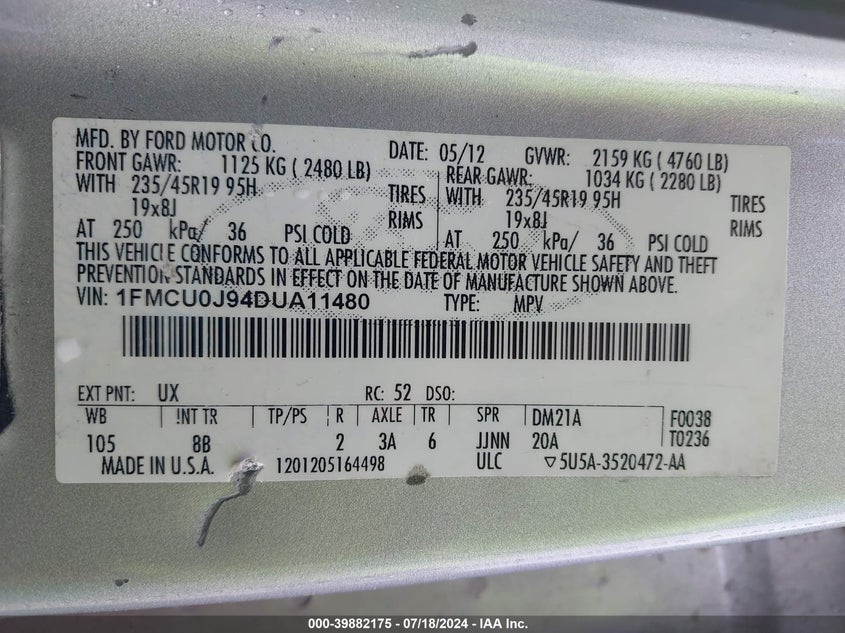 MFD. BY FORD MOTOR CO.
DATE: 05/12 GVWR: 2159 KG ( 4760 LB)
FRONT GAWR: 1125 KG ( 2480 LB) REAR GAWR: 1034 KG ( 2280 LB)
WITH 235/45R19 95H TIRES WITH 235/45R19 95H TIRES
19x8J RIMS 19x8J RIMS
AT 250 kPa/ 36 PSI COLD AT 250 kPa/ 36 PSI COLD
THIS VEHICLE CONFORMS TO ALL APPLICABLE FEDERAL MOTOR VEHICLE SAFETY AND THEFT
PREVENTION STANDARDS IN EFFECT ON THE DATE OF MANUFACTURE SHOWN ABOVE.
VIN: 1FMCU0J94DUA11480 TYPE: MPV
EXT PNT: UX RC: 52 DSO:
WB INT TR TP/PS R AXLE TR SPR DM21A F0038
105 8B 2 3A 6 JJNN 20A T0236
MADE IN U.S.A. 1201205164498 ULC ▽5U5A-3520472-AA
000-39882175 - 07/18/2024 - IAA Inc.